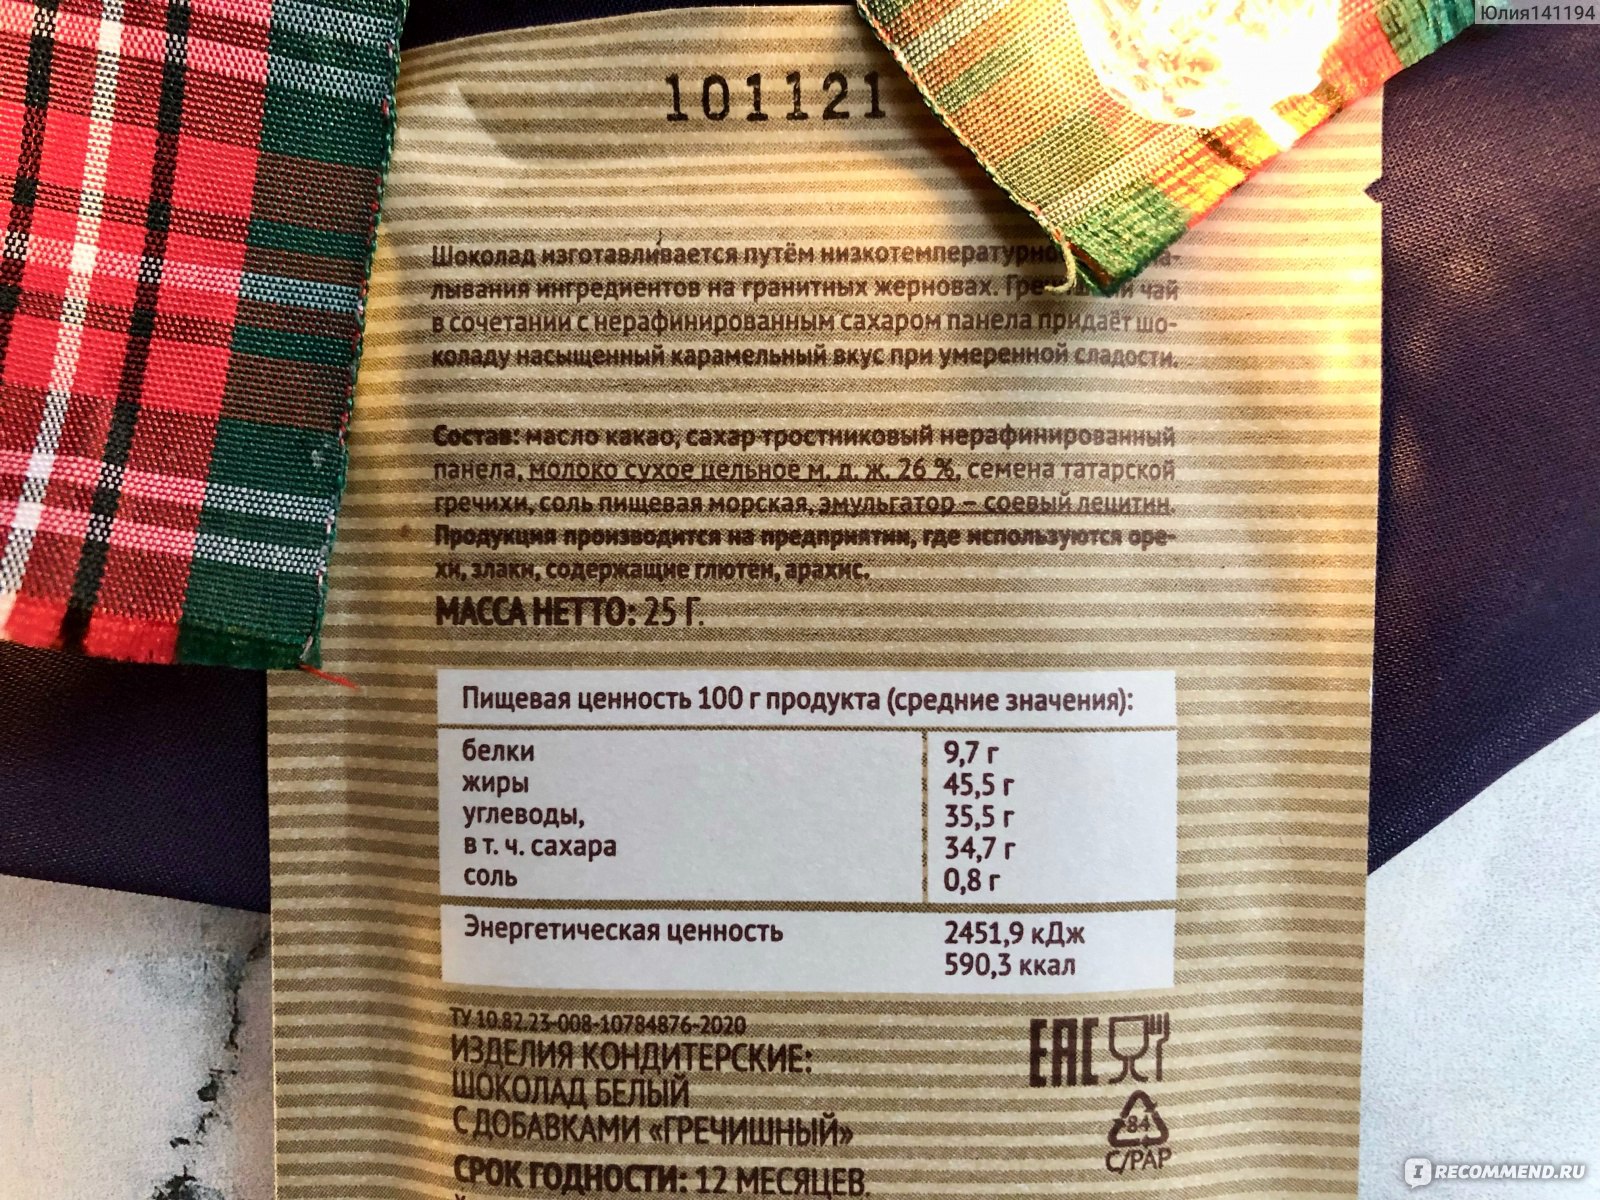 Юлия141194
101121
Шоколад изготавливается путём низкотемпературно
лывания ингредиентов на гранитных жерновах. чай
в сочетании с нерафинированным сахаром панела придаёт шо-
коладу насыщенный карамельный вкус при умеренной сладости.
Состав: масло какао, сахар тростниковый нерафинированный
панела, молоко сухое цельное м. д. ж. 26 %, семена татарской
гречихи, соль пищевая морская, эмульгатор – соевый лецитин.
Продукция производится на предприятии, где используются оре-
хи, злаки, содержащие глютен, арахис.
МАССА НЕТТО: 25 Г.
Пищевая ценность 100 г продукта (средние значения):
белки 9,7 г
жиры 45,5 г
углеводы, 35,5 г
в т. ч. сахара 34,7 г
соль 0,8 г
Энергетическая ценность 2451,9 кДж
590,3 ккал
ТУ 10.82.23-008-10784876-2020
ИЗДЕЛИЯ КОНДИТЕРСКИЕ:
ШОКОЛАД БЕЛЫЙ
С ДОБАВКАМИ «ГРЕЧИШНЫЙ»
СРОК ГОДНОСТИ: 12 МЕСЯЦЕВ.
EAC
84
C/PAP
IRECOMMEND.RU